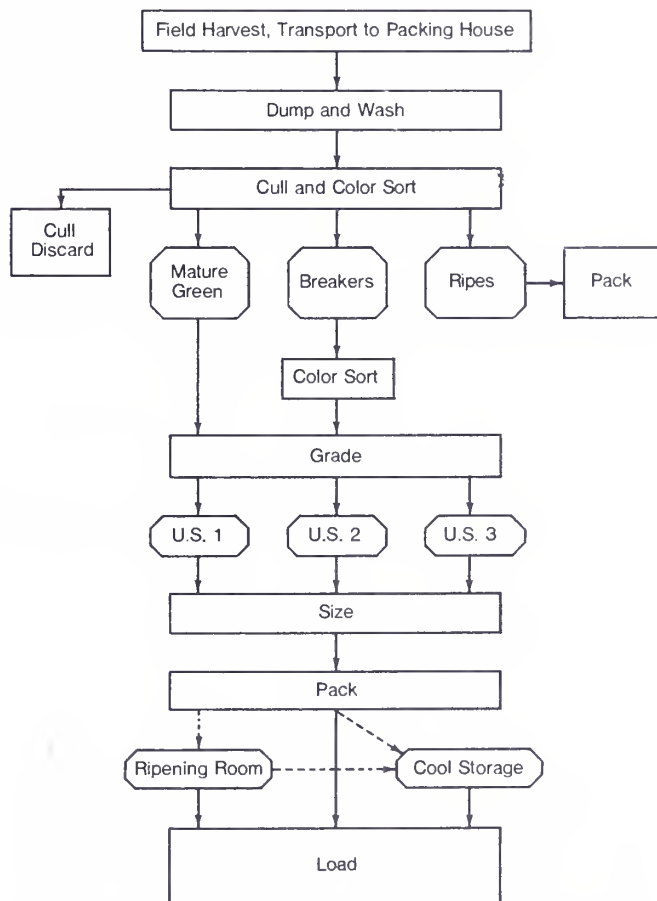 Field Harvest, Transport to Packing House
Dump and Wash
Cull and Color Sort
Cull
Discard
Mature
Green
Breakers
Ripes
Pack
Color Sort
Grade
U.S. 1
U.S. 2
U.S. 3
Size
Pack
Ripening Room
Cool Storage
Load